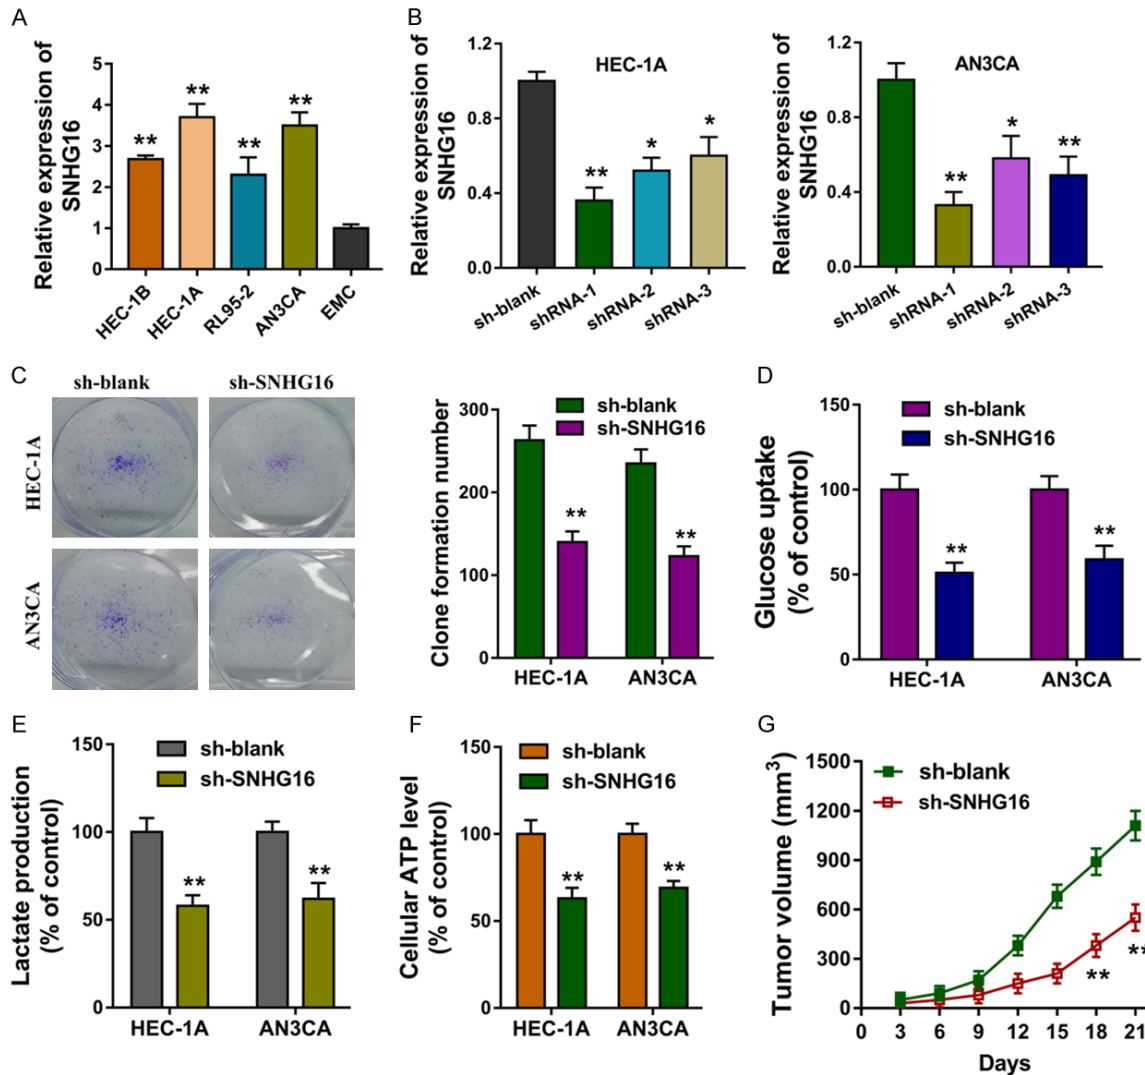 A
Relative expression of
SNHG16
5
4
3
2
1
0
**
**
**
**
HEC-1B
HEC-1A
RL95-2
AN3CA
EMC
B
Relative expression of
SNHG16
1.2
0.8
0.4
0.0
HEC-1A
**
*
*
sh-blank
shRNA-1
shRNA-2
shRNA-3
Relative expression of
SNHG16
1.2
0.8
0.4
0.0
AN3CA
**
*
**
sh-blank
shRNA-1
shRNA-2
shRNA-3
C
sh-blank
sh-SNHG16
HEC-1A
AN3CA
Clone formation number
300
200
100
0
sh-blank
sh-SNHG16
**
**
HEC-1A
AN3CA
D
Glucose uptake
(% of control)
150
100
50
0
sh-blank
sh-SNHG16
**
**
HEC-1A
AN3CA
E
Lactate production
(% of control)
150
100
50
0
sh-blank
sh-SNHG16
**
**
HEC-1A
AN3CA
F
Cellular ATP level
(% of control)
150
100
50
0
sh-blank
sh-SNHG16
**
**
HEC-1A
AN3CA
G
Tumor volume (mm³)
1500
1200
900
600
300
0
sh-blank
sh-SNHG16
**
**
0 3 6 9 12 15 18 21
Days